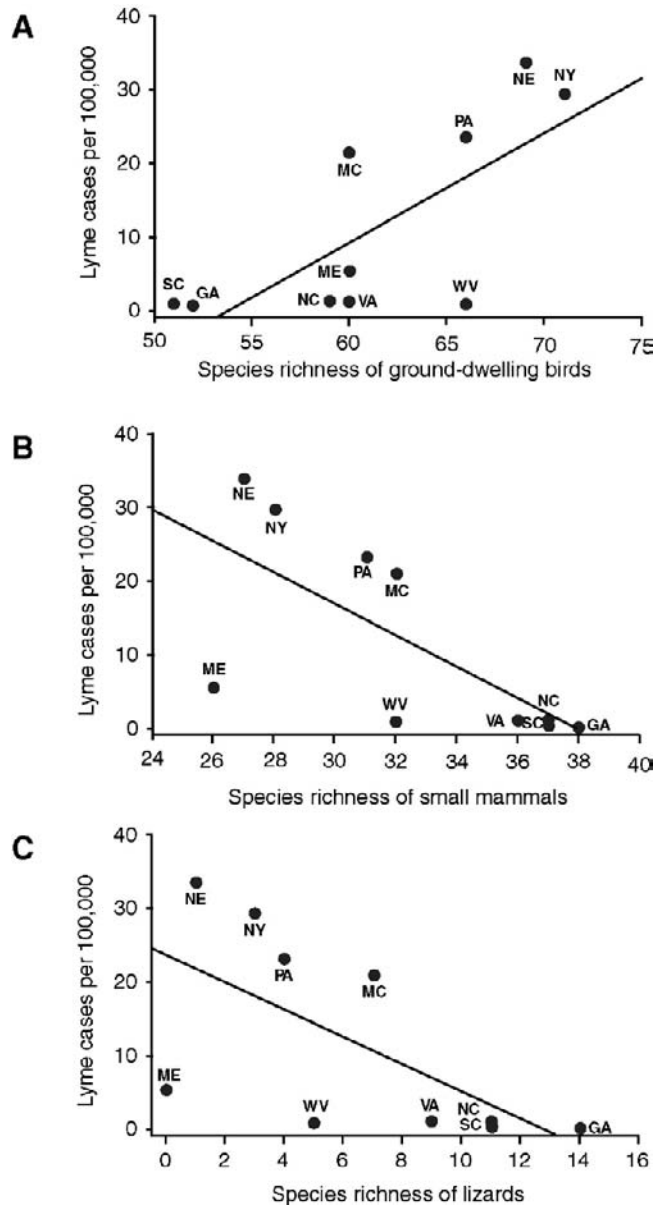 A
Lyme cases per 100,000
40
30
20
10
0
NE
NY
PA
MC
ME
SC
GA
NC
VA
WV
50
55
60
65
70
75
Species richness of ground-dwelling birds
B
Lyme cases per 100,000
40
30
20
10
0
NE
NY
PA
MC
ME
WV
NC
VA
SC
GA
24
26
28
30
32
34
36
38
40
Species richness of small mammals
C
Lyme cases per 100,000
40
30
20
10
0
NE
NY
PA
MC
ME
WV
VA
NC
SC
GA
0
2
4
6
8
10
12
14
16
Species richness of lizards